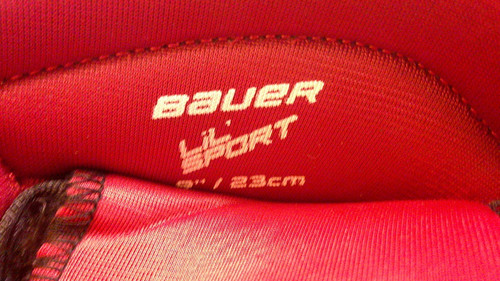 BAUER
LIL' SPORT
9" / 23cm